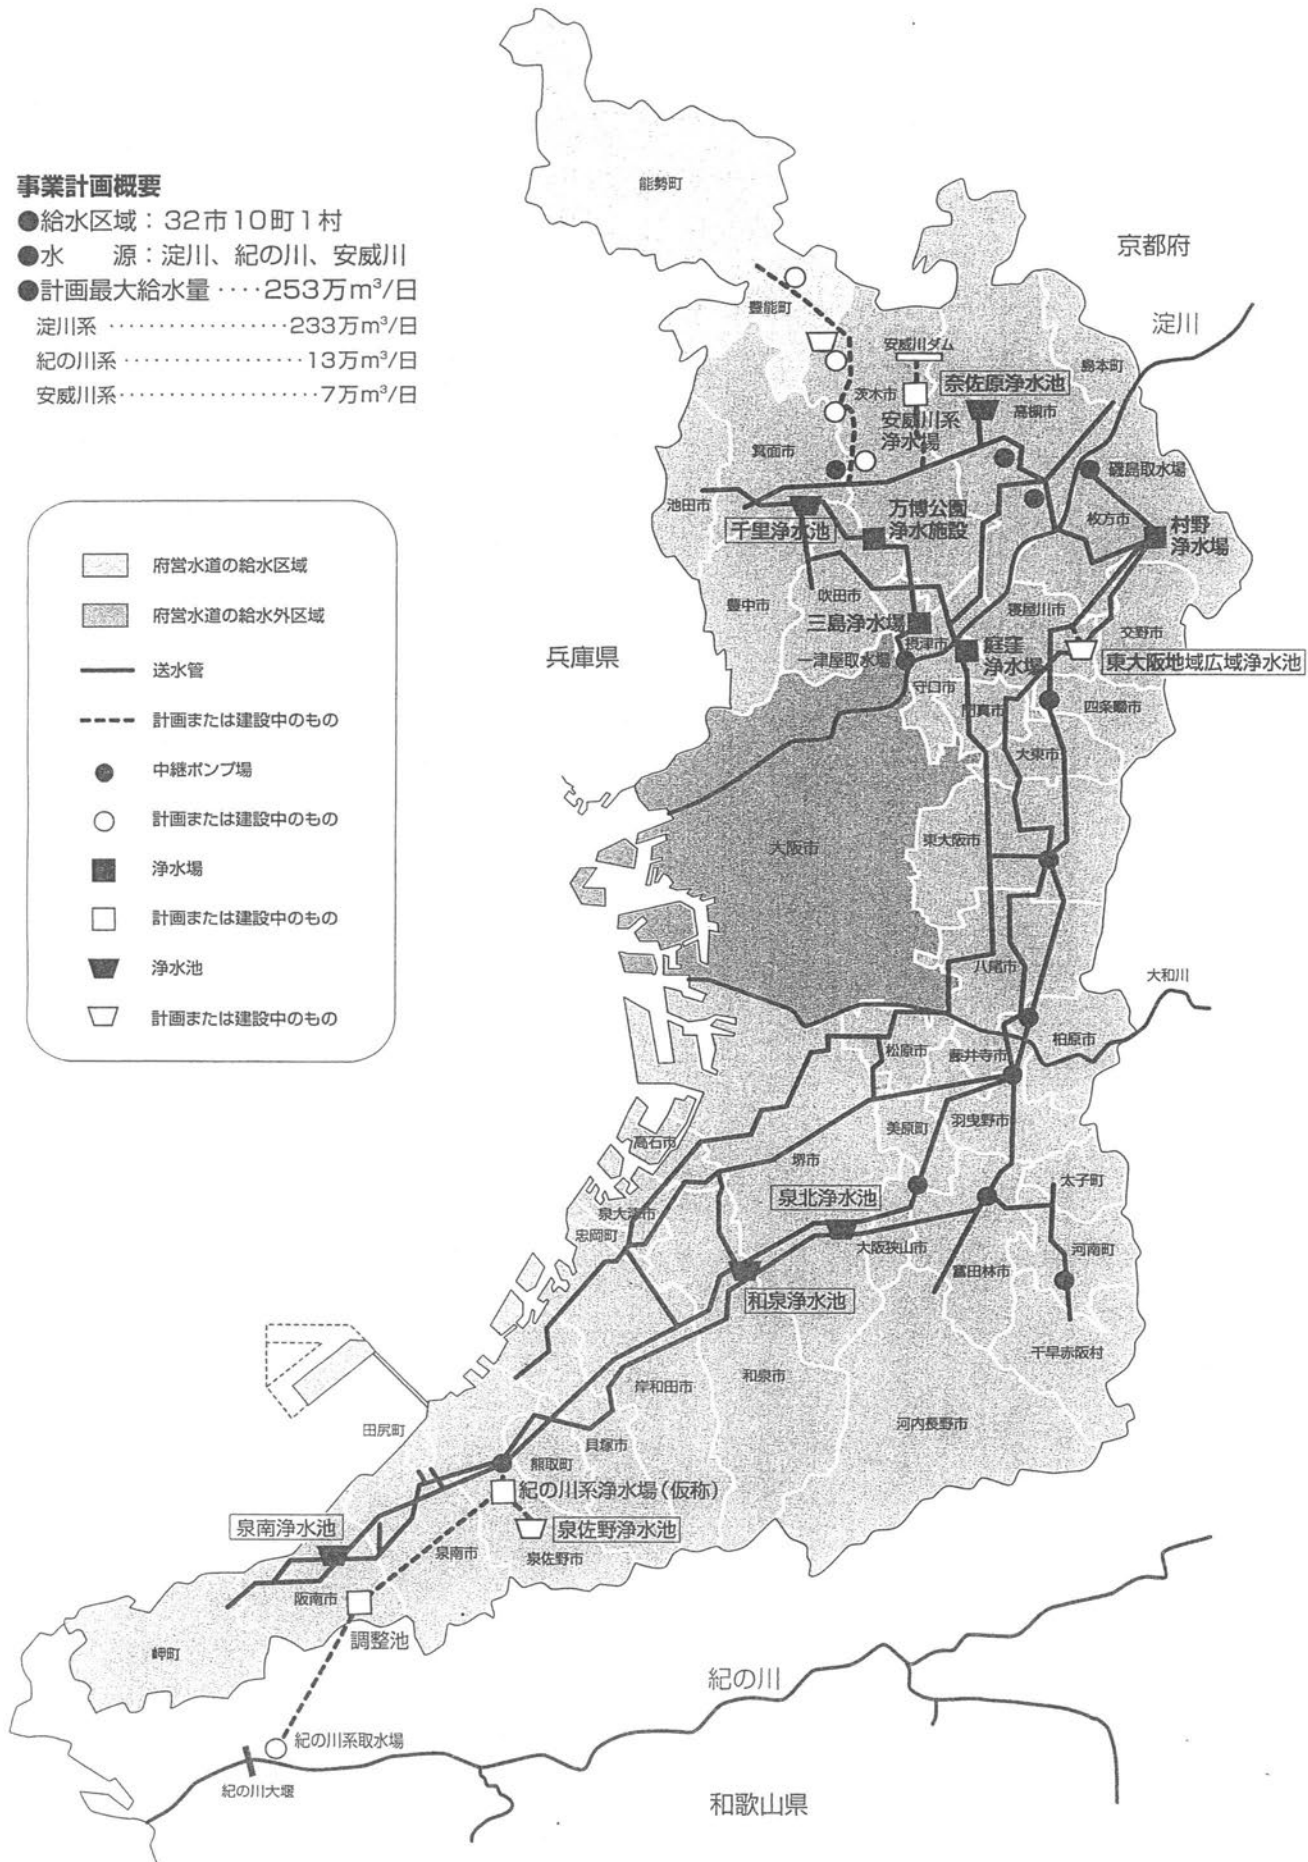 事業計画概要
●給水区域：32市10町1村
●水　　源：淀川、紀の川、安威川
●計画最大給水量‥‥253万m³/日
淀川系 ‥‥‥‥‥‥‥‥‥233万m³/日
紀の川系 ‥‥‥‥‥‥‥‥‥13万m³/日
安威川系‥‥‥‥‥‥‥‥‥‥7万m³/日
府営水道の給水区域
府営水道の給水外区域
送水管
計画または建設中のもの
中継ポンプ場
計画または建設中のもの
浄水場
計画または建設中のもの
浄水池
計画または建設中のもの
能勢町
京都府
豊能町
淀川
安威川ダム
島本町
茨木市
奈佐原浄水池
高槻市
安威川系
浄水場
箕面市
磯島取水場
池田市
万博公園
浄水施設
枚方市
村野
浄水場
千里浄水池
豊中市
吹田市
寝屋川市
三島浄水場
摂津市
交野市
兵庫県
一津屋取水場
庭窪
浄水場
東大阪地域広域浄水池
守口市
門真市
四条畷市
大東市
大阪市
東大阪市
八尾市
大和川
柏原市
松原市
藤井寺市
美原町
羽曳野市
高石市
堺市
太子町
泉北浄水池
泉大津市
忠岡町
大阪狭山市
河南町
富田林市
和泉浄水池
千早赤阪村
岸和田市
和泉市
河内長野市
田尻町
貝塚市
熊取町
紀の川系浄水場（仮称）
泉南浄水池
泉佐野浄水池
泉南市
泉佐野市
阪南市
調整池
岬町
紀の川
紀の川系取水場
紀の川大堰
和歌山県